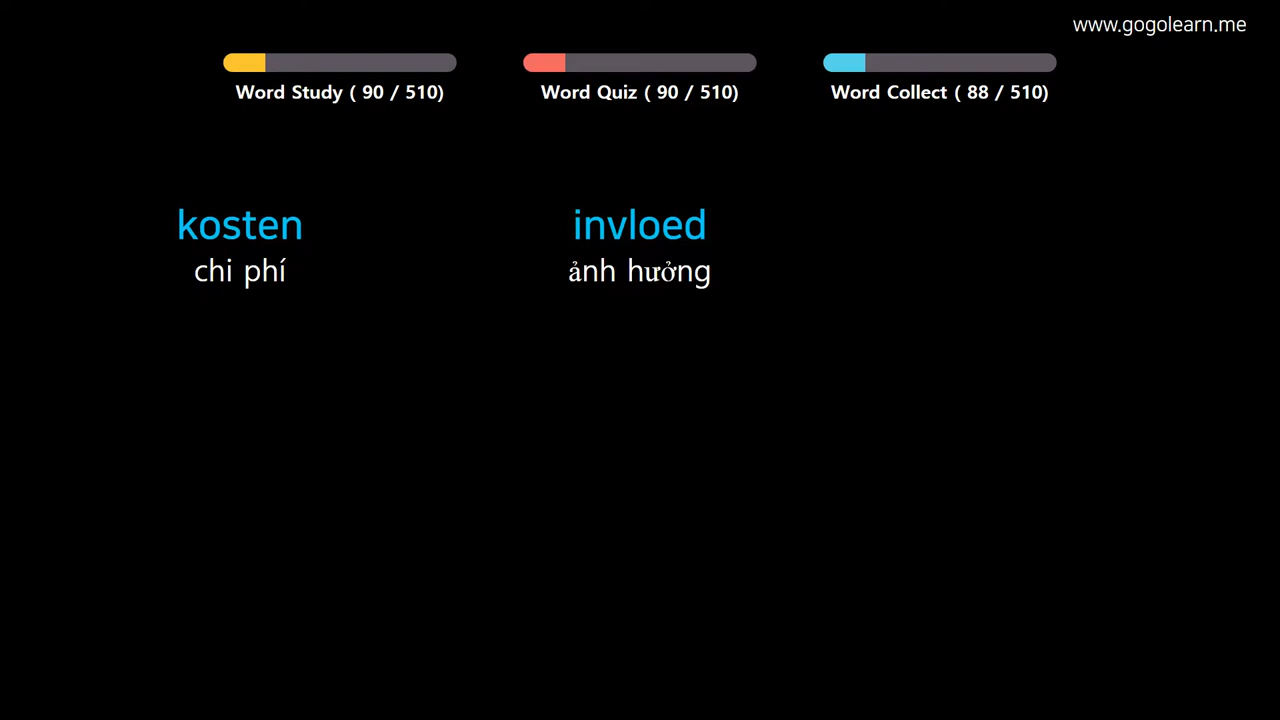 www.gogolearn.me
Word Study ( 90 / 510)
Word Quiz ( 90 / 510)
Word Collect ( 88 / 510)
kosten
chi phí
invloed
ảnh hưởng